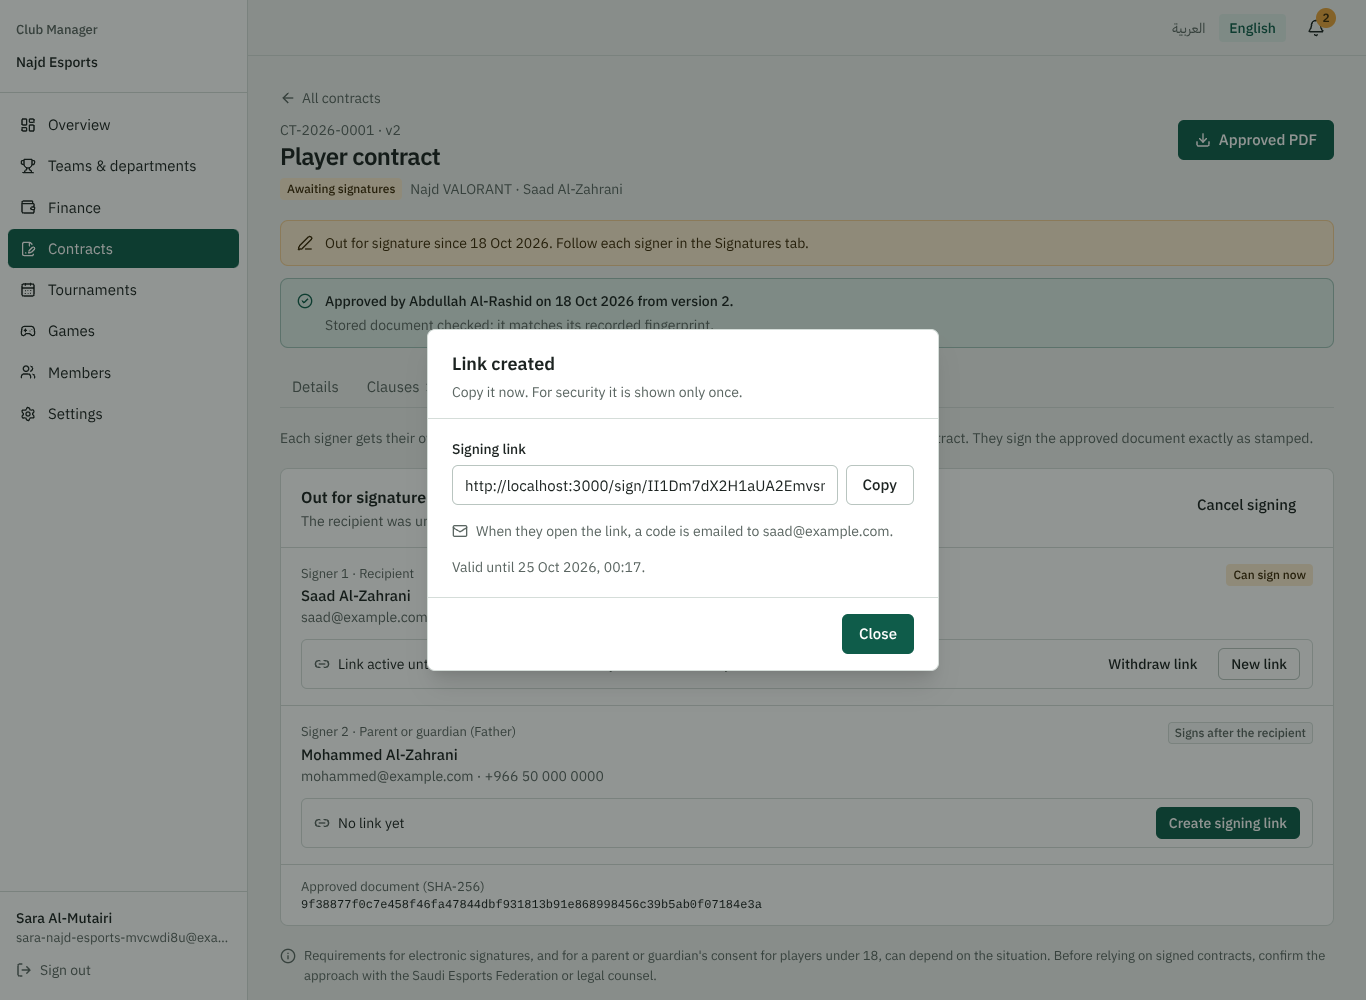 Club Manager
Najd Esports
Overview
Teams & departments
Finance
Contracts
Tournaments
Games
Members
Settings
Sara Al-Mutairi
sara-najd-esports-mvcwdi8u@exa…
Sign out
العربية
English
2
All contracts
CT-2026-0001 · v2
Player contract
Awaiting signatures
Najd VALORANT · Saad Al-Zahrani
Approved PDF
Out for signature since 18 Oct 2026. Follow each signer in the Signatures tab.
Approved by Abdullah Al-Rashid on 18 Oct 2026 from version 2.
Stored document checked: it matches its recorded fingerprint.
Details
Clauses
Each signer gets their
They sign the approved document exactly as stamped.
Link created
Copy it now. For security it is shown only once.
Signing link
http://localhost:3000/sign/II1Dm7dX2H1aUA2Emvsr
Copy
When they open the link, a code is emailed to saad@example.com.
Valid until 25 Oct 2026, 00:17.
Close
Out for signature
The recipient was
Cancel signing
Signer 1 · Recipient
Can sign now
Saad Al-Zahrani
saad@example.com
Link active
Withdraw link
New link
Signer 2 · Parent or guardian (Father)
Signs after the recipient
Mohammed Al-Zahrani
mohammed@example.com · +966 50 000 0000
No link yet
Create signing link
Approved document (SHA-256)
9f38877f0c7e458f46fa47844dbf931813b91e868998456c39b5ab0f07184e3a
Requirements for electronic signatures, and for a parent or guardian's consent for players under 18, can depend on the situation. Before relying on signed contracts, confirm the
approach with the Saudi Esports Federation or legal counsel.